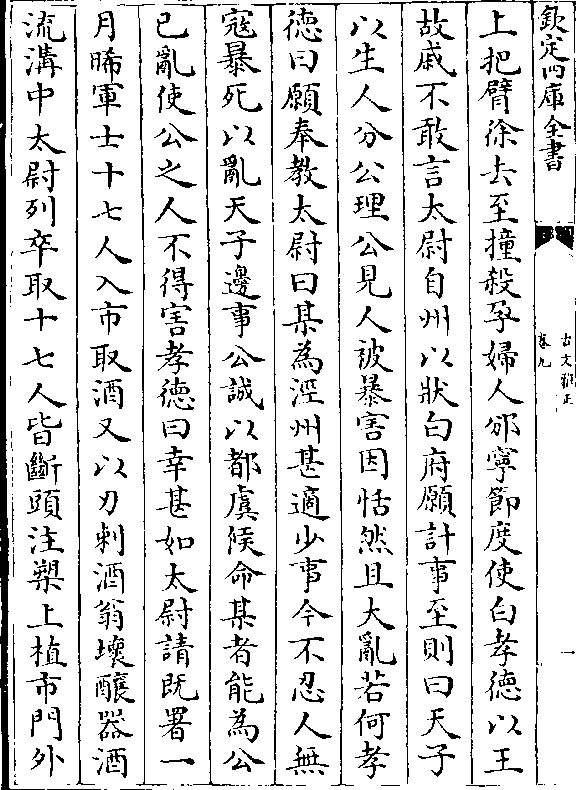 欽定四庫全書
古文雅正
卷九
一
上把臂徐去至撞殺孕婦人邠寧節度使白孝德以王
故戚不敢言太尉自州以狀白府願計事至則曰天子
以生人分公理公見人被暴害因恬然且大亂若何孝
德曰願奉教太尉曰某為涇州甚適少事今不忍人無
寇暴死以亂天子邊事公誠以都虞候命某者能為公
已亂使公之人不得害孝德曰幸甚如太尉請既署一
月晞軍士十七人入市取酒又以刃刺酒翁壞釀器酒
流溝中太尉列卒取十七人皆斷頭注槊上植市門外